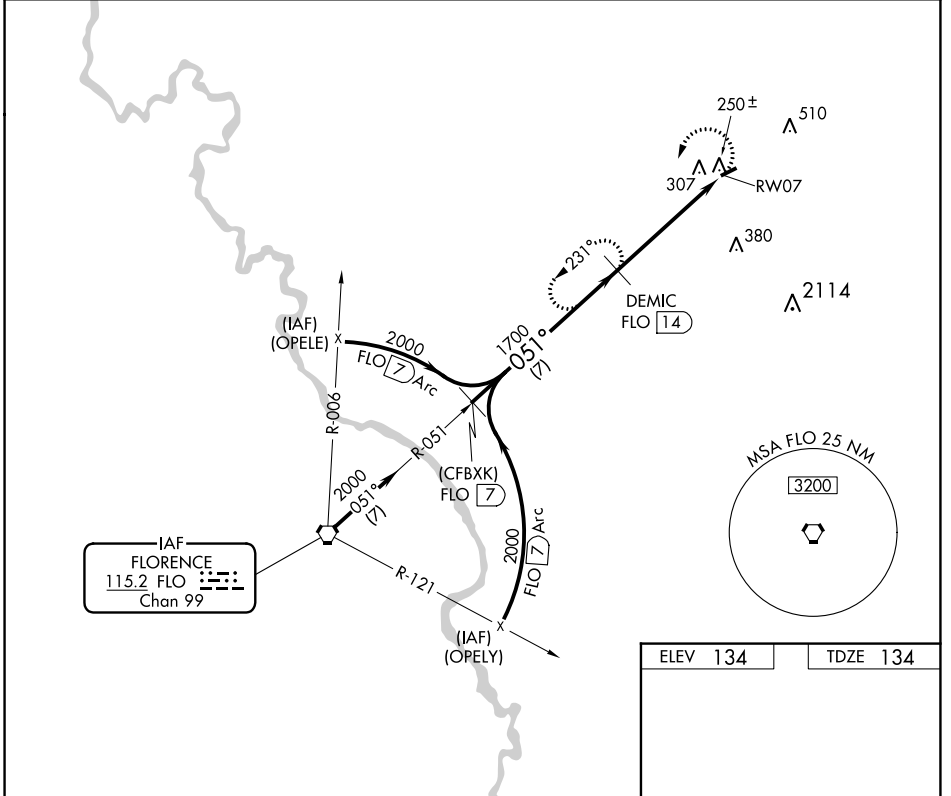 250 ±
510
307
RW07
380
231°
DEMIC
FLO 14
2114
(IAF)
(OPELE)
2000
FLO 7 Arc
1700
051°
(7)
R-006
R-051
(CFBXK)
FLO 7
2000
051°
(7)
2000
FLO 7 Arc
MSA FLO 25 NM
3200
IAF
FLORENCE
115.2 FLO
Chan 99
R-121
(IAF)
(OPELY)
ELEV 134
TDZE 134